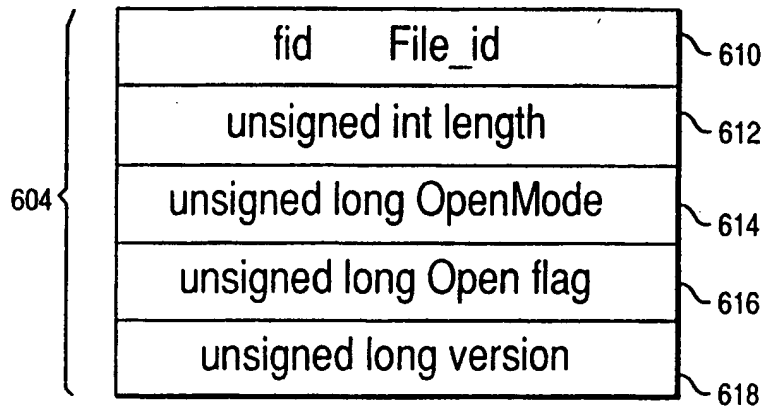 fid File_id 610
unsigned int length 612
604 unsigned long OpenMode 614
unsigned long Open flag 616
unsigned long version 618